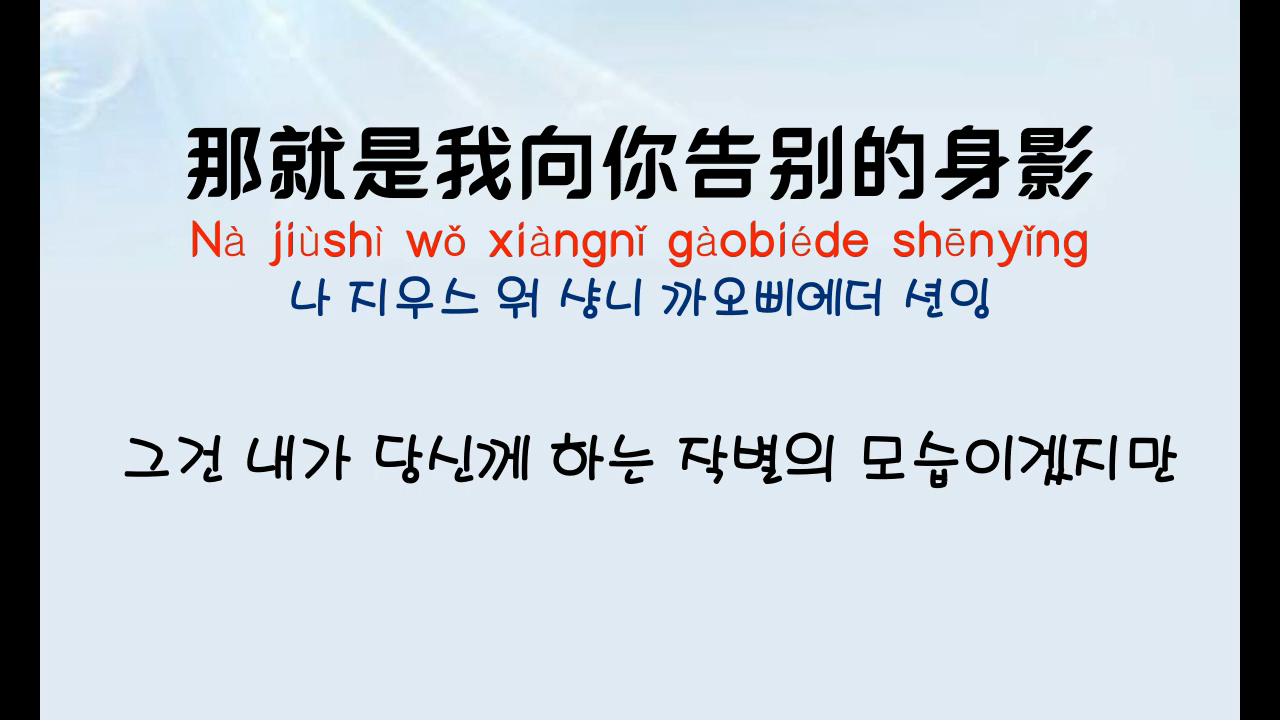 那就是我向你告别的身影
Nà jiùshì wǒ xiàngnǐ gàobiéde shēnyǐng
나 지우스 워 샹니 까오삐에더 션잉
그건 내가 당신께 하는 작별의 모습이겠지만